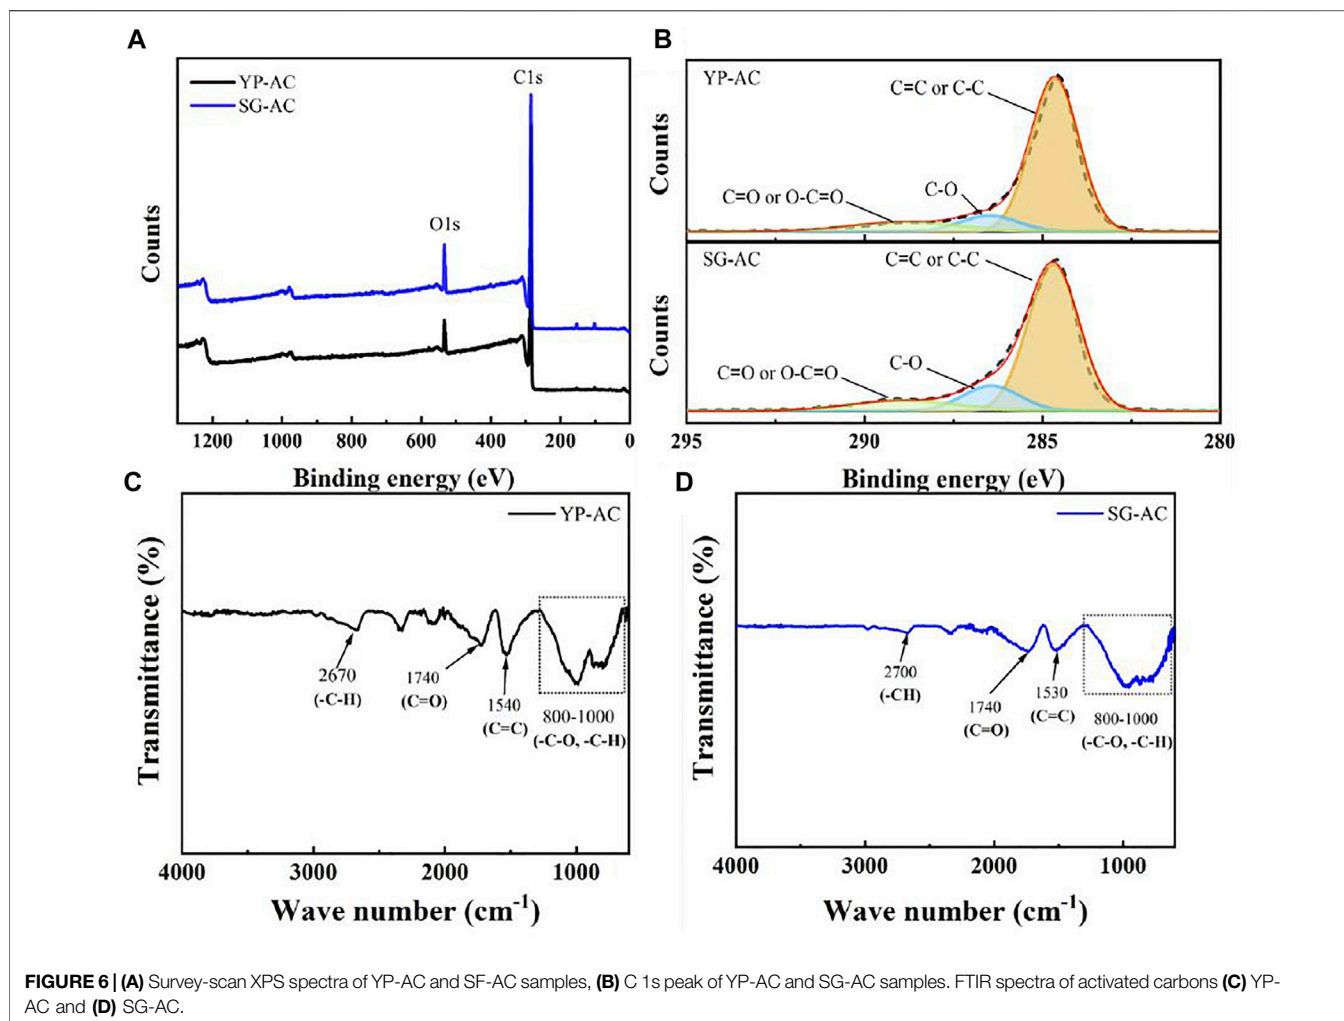 A
YP-AC
SG-AC
C1s
O1s
Counts
1200 1000 800 600 400 200 0
Binding energy (eV)
B
YP-AC
C=C or C-C
C=O or O-C=O
C-O
Counts
SG-AC
C=C or C-C
C=O or O-C=O
C-O
Counts
295 290 285 280
Binding energy (eV)
C
YP-AC
Transmittance (%)
2670
(-C-H)
1740
(C=O)
1540
(C=C)
800-1000
(-C-O, -C-H)
4000 3000 2000 1000
Wave number (cm-1)
D
SG-AC
Transmittance (%)
2700
(-CH)
1740
(C=O)
1530
(C=C)
800-1000
(-C-O, -C-H)
4000 3000 2000 1000
Wave number (cm-1)
FIGURE 6 | (A) Survey-scan XPS spectra of YP-AC and SF-AC samples, (B) C 1s peak of YP-AC and SG-AC samples. FTIR spectra of activated carbons (C) YP-
AC and (D) SG-AC.